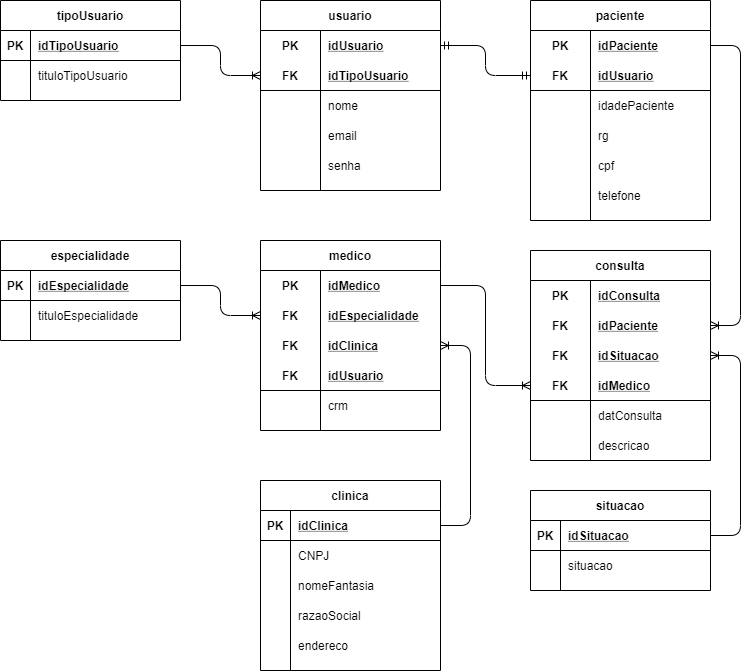 tipoUsuario
PK idTipoUsuario
tituloTipoUsuario
usuario
PK idUsuario
FK idTipoUsuario
nome
email
senha
paciente
PK idPaciente
FK idUsuario
idadePaciente
rg
cpf
telefone
especialidade
PK idEspecialidade
tituloEspecialidade
medico
PK idMedico
FK idEspecialidade
FK idClinica
FK idUsuario
crm
consulta
PK idConsulta
FK idPaciente
FK idSituacao
FK idMedico
datConsulta
descricao
clinica
PK idClinica
CNPJ
nomeFantasia
razaoSocial
endereco
situacao
PK idSituacao
situacao